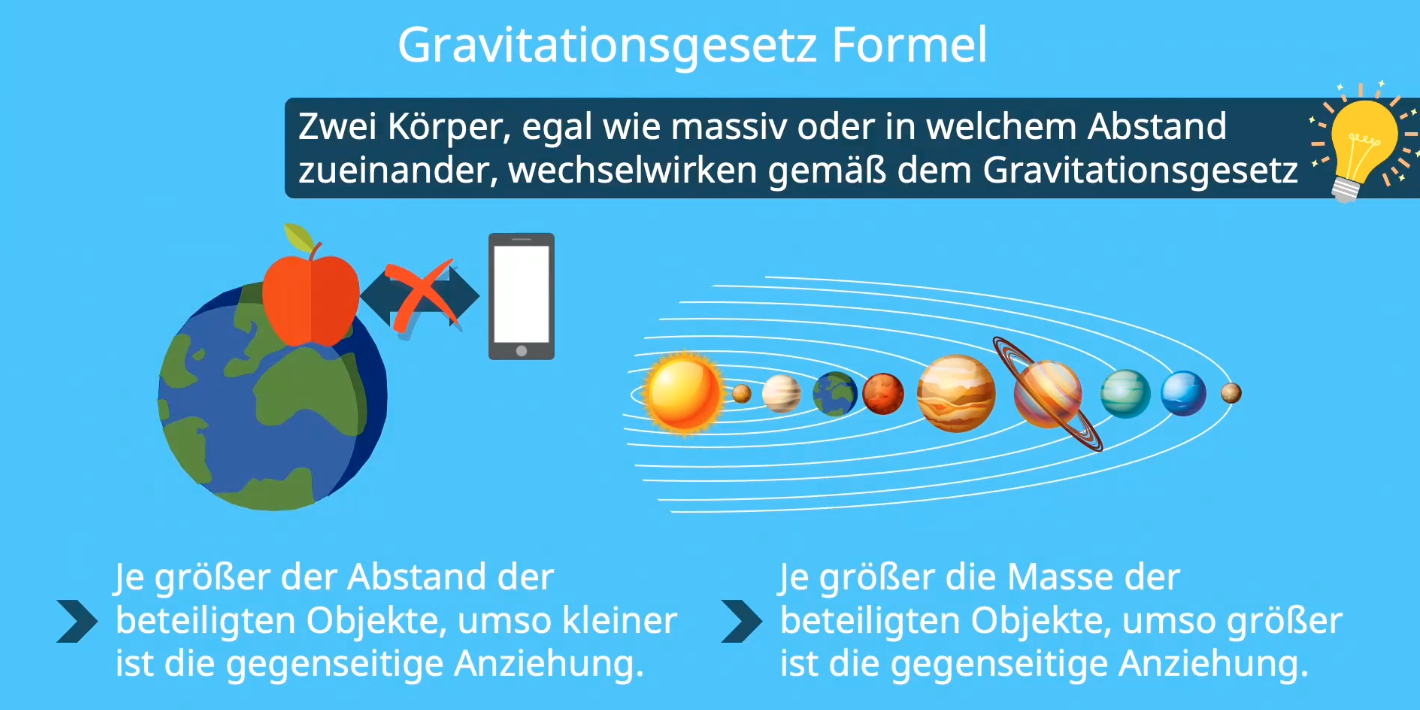 Gravitationsgesetz Formel
Zwei Körper, egal wie massiv oder in welchem Abstand
zueinander, wechselwirken gemäß dem Gravitationsgesetz
Je größer der Abstand der
beteiligten Objekte, umso kleiner
ist die gegenseitige Anziehung.
Je größer die Masse der
beteiligten Objekte, umso größer
ist die gegenseitige Anziehung.